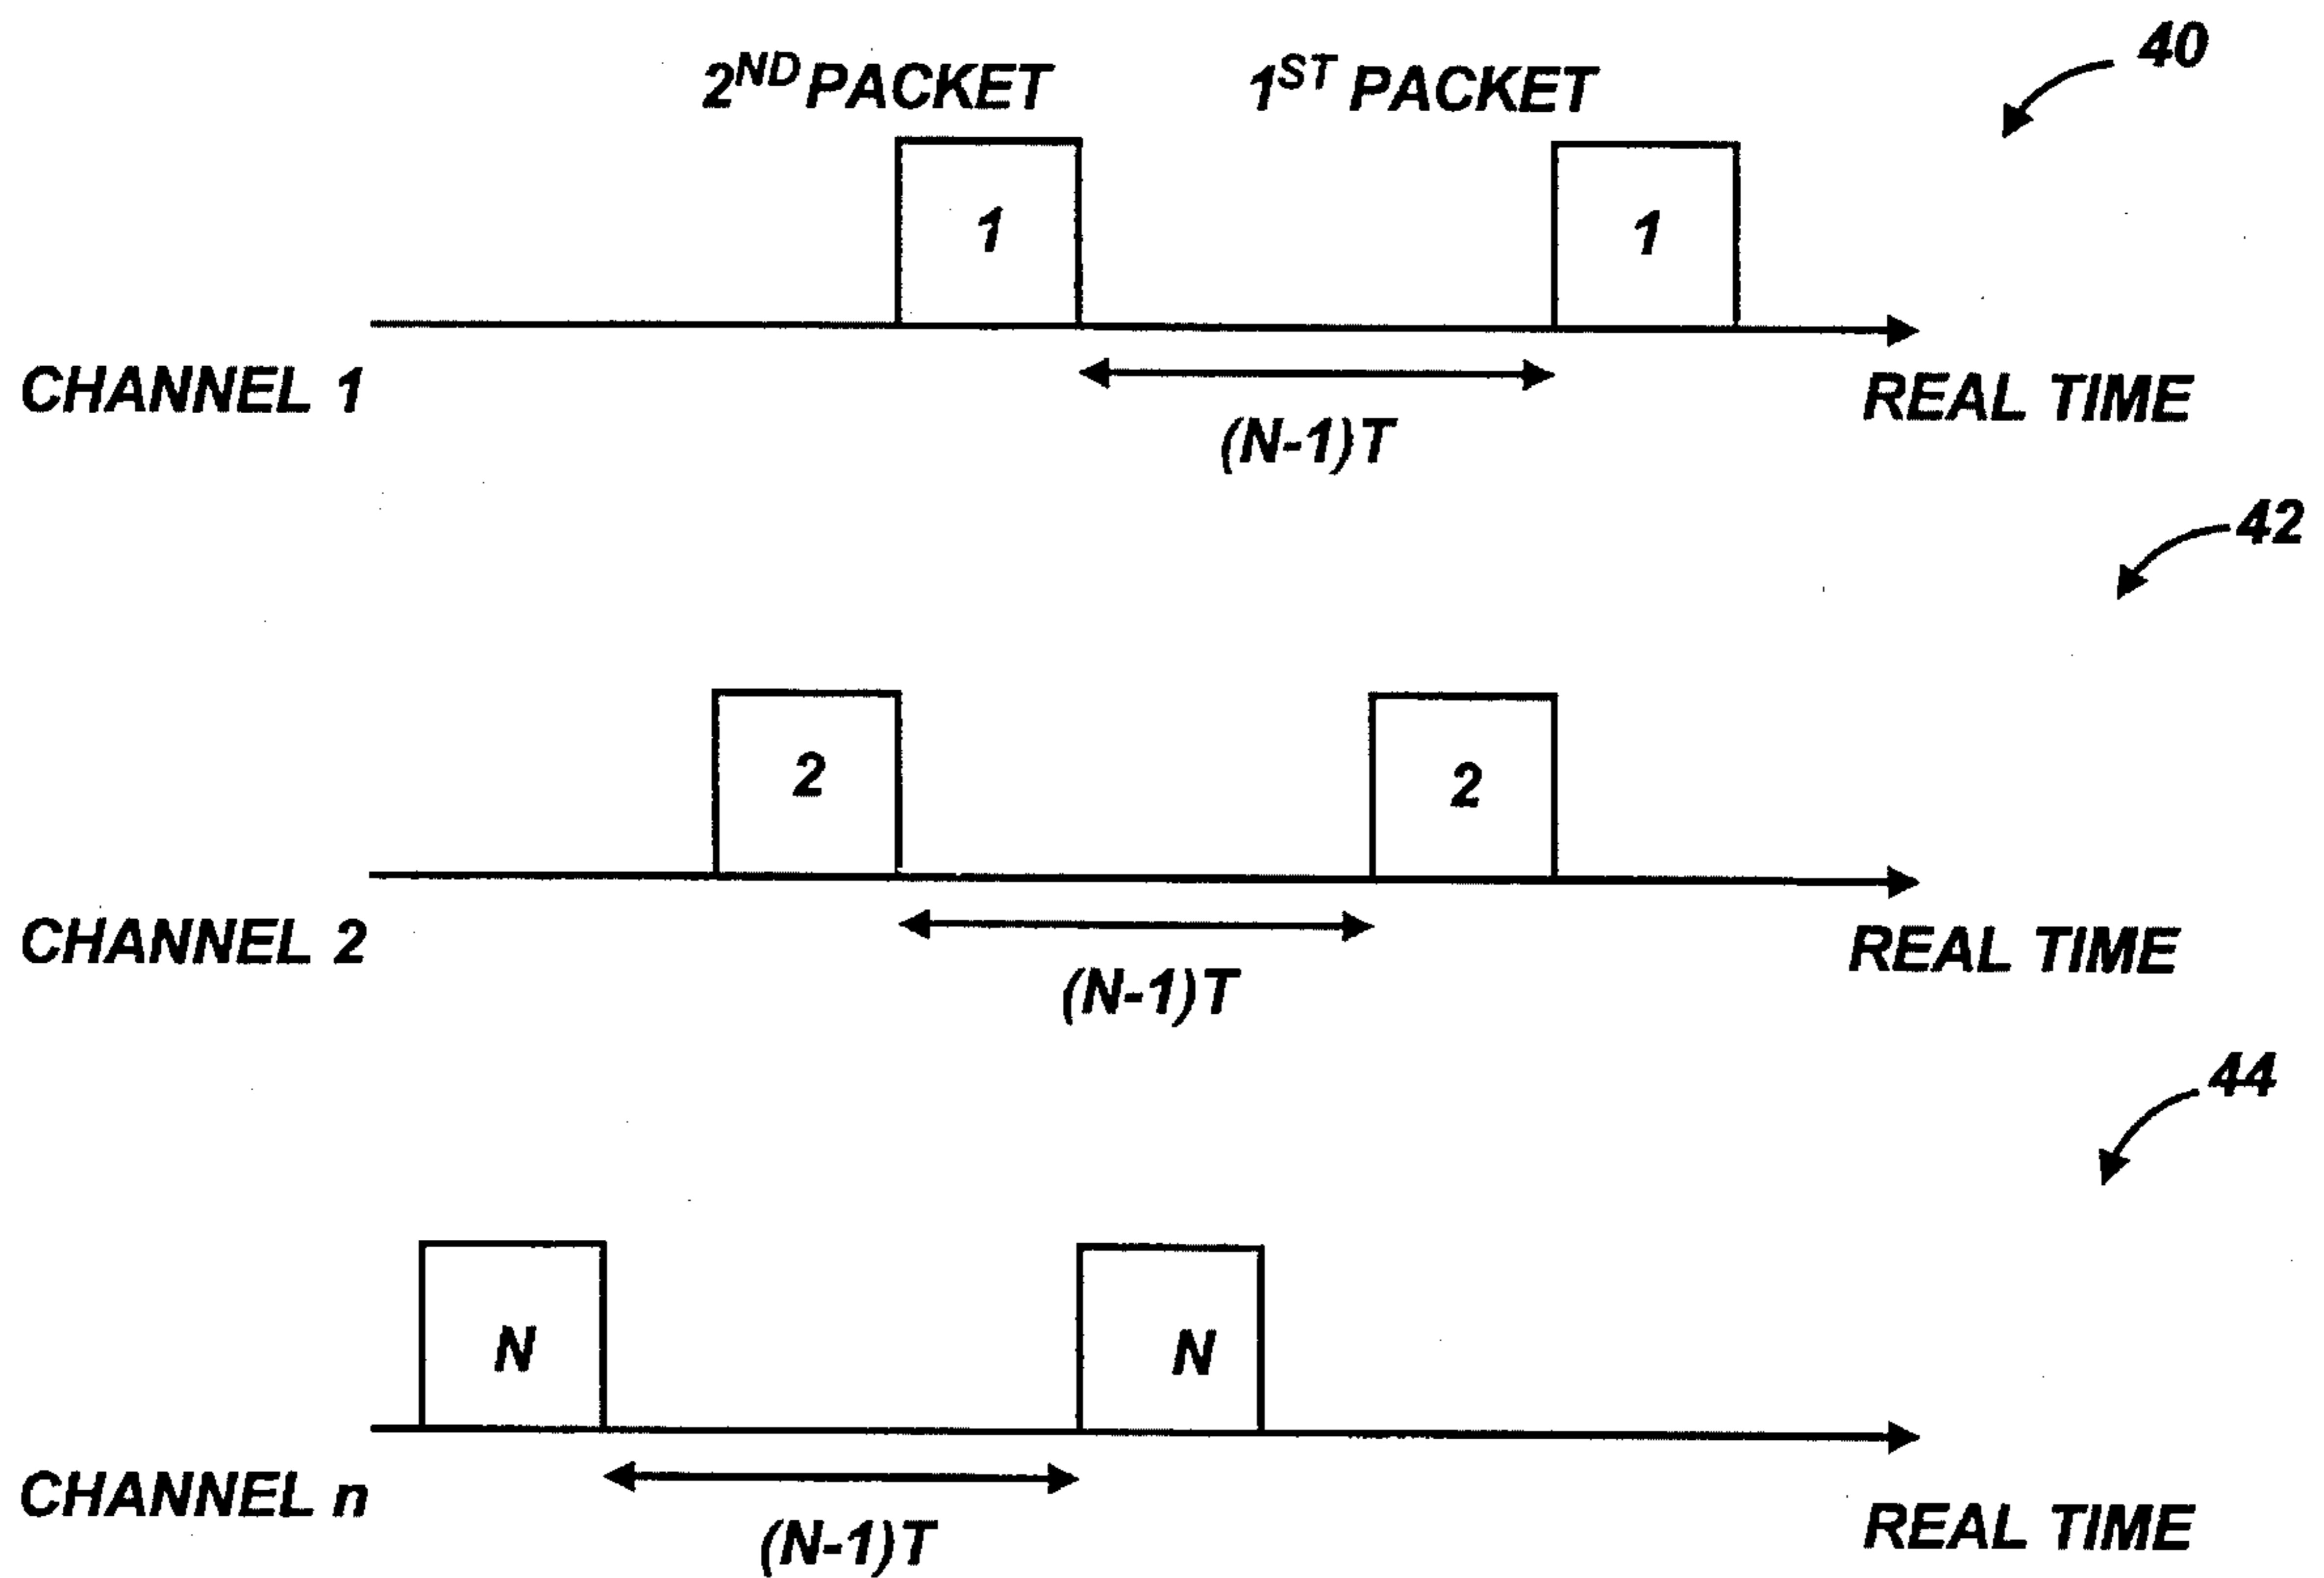 40
2ND PACKET 1ST PACKET
1 1
CHANNEL 1 REAL TIME
(N-1)T
42
2 2
CHANNEL 2 REAL TIME
(N-1)T
44
N N
CHANNEL n REAL TIME
(N-1)T